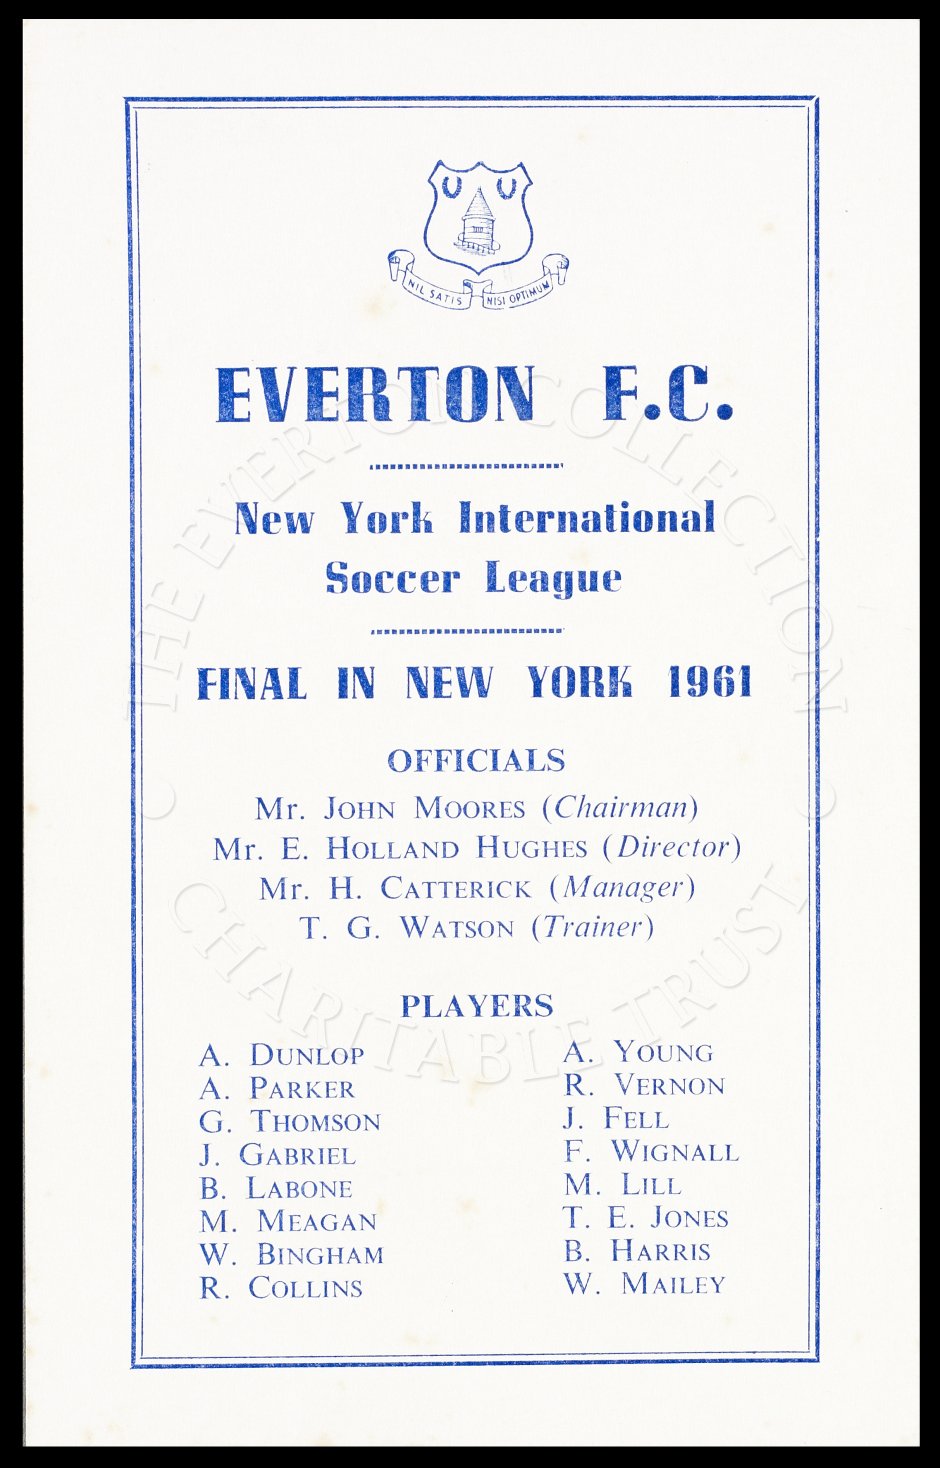 NIL SATIS NISI OPTIMUM
EVERTON F.C.
New York International
Soccer League
FINAL IN NEW YORK 1961
OFFICIALS
Mr. JOHN MOORES (Chairman)
Mr. E. HOLLAND HUGHES (Director)
Mr. H. CATTERICK (Manager)
T. G. WATSON (Trainer)
PLAYERS
A. DUNLOP
A. PARKER
G. THOMSON
J. GABRIEL
B. LABONE
M. MEAGAN
W. BINGHAM
R. COLLINS
A. YOUNG
R. VERNON
J. FELL
F. WIGNALL
M. LILL
T. E. JONES
B. HARRIS
W. MAILEY
THE EVERTON COLLECTION
CHARITABLE TRUST